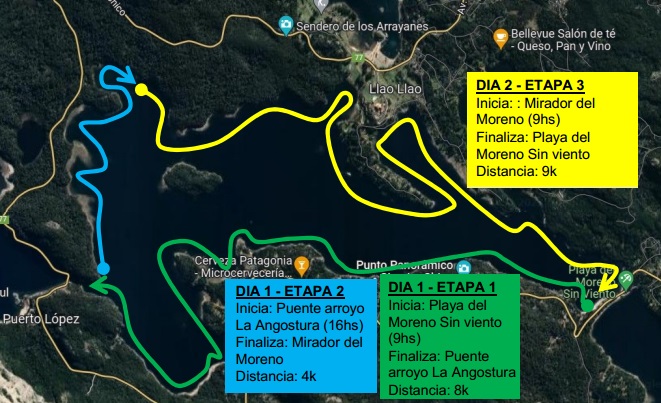 Sendero de los Arrayanes
Bellevue Salón de té
- Queso, Pan y Vino
77
Llao Llao
DIA 2 - ETAPA 3
Inicia: : Mirador del
Moreno (9hs)
Finaliza: Playa del
Moreno Sin viento
Distancia: 9k
77
Cerveza Patagonia
- Microcervecería...
Punto Panorámico
Playa de
More
Sin Viento
Puerto López
DIA 1 - ETAPA 2
Inicia: Puente arroyo
La Angostura (16hs)
Finaliza: Mirador del
Moreno
Distancia: 4k
DIA 1 - ETAPA 1
Inicia: Playa del
Moreno Sin viento
(9hs)
Finaliza: Puente
arroyo La Angostura
Distancia: 8k